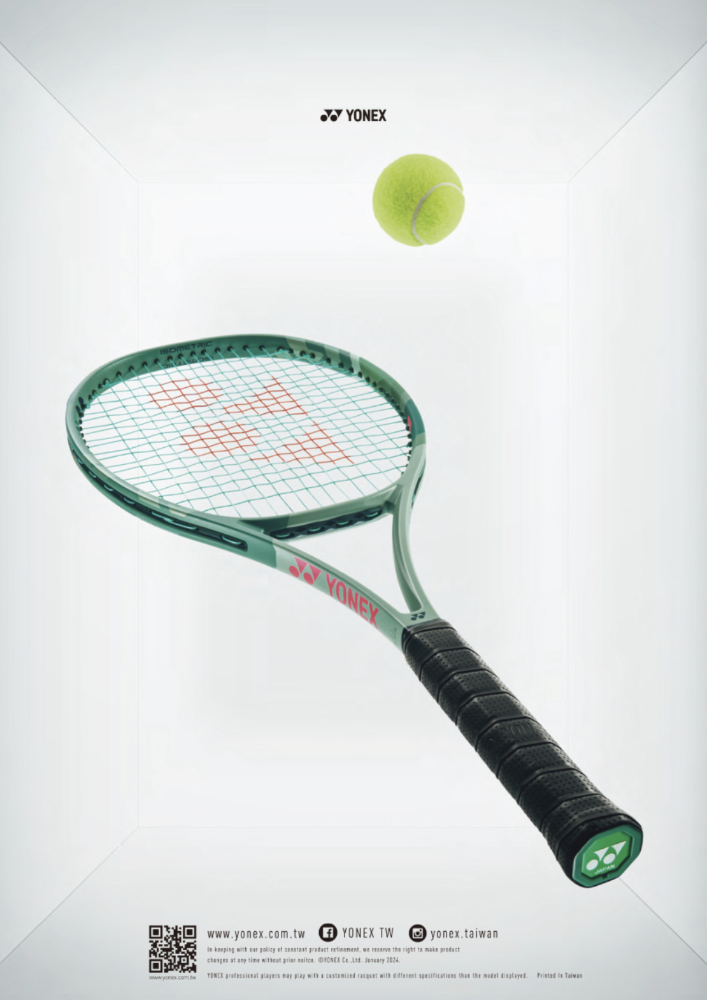 YONEX
ISOMETRIC
YONEX
JAPAN
www.yonex.com.tw YONEX TW yonex.taiwan
In keeping with our policy of constant product refinement, we reserve the right to make product
changes at any time without prior noitce. ©YONEX Co.,Ltd. January 2024.
www.yonex.com.tw
YONEX professional players may play with a customized racquet with different specifications than the model displayed. Printed In Taiwan